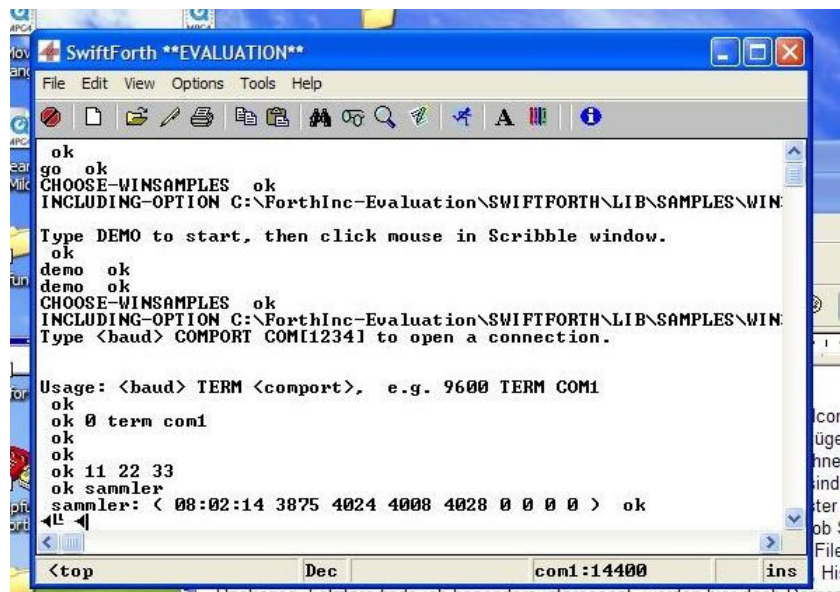 SwiftForth **EVALUATION**
File Edit View Options Tools Help
ok
go ok
CHOOSE-WINSAMPLES ok
INCLUDING-OPTION C:\ForthInc-Evaluation\SWIFTFORTH\LIB\SAMPLES\WIN
Type DEMO to start, then click mouse in Scribble window.
ok
demo ok
demo ok
CHOOSE-WINSAMPLES ok
INCLUDING-OPTION C:\ForthInc-Evaluation\SWIFTFORTH\LIB\SAMPLES\WIN
Type <baud> COMPORT COM[1234] to open a connection.
Usage: <baud> TERM <comport>, e.g. 9600 TERM COM1
ok
ok 0 term com1
ok
ok
ok 11 22 33
ok sammler
sammler: ( 08:02:14 3875 4024 4008 4028 0 0 0 0 ) ok
<top Dec com1:14400 ins